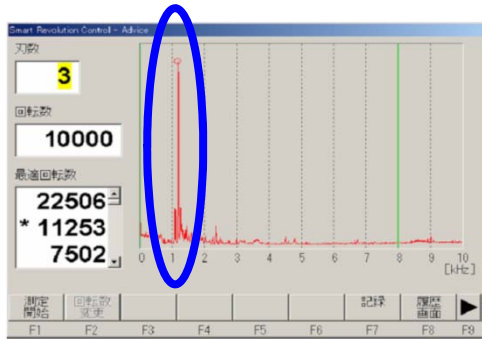 Smart Revolution Control - Advice
刃数
3
回転数
10000
最適回転数
22506
* 11253
7502
0 1 2 3 4 5 6 7 8 9 10
[kHz]
測定開始 回転数変更 記録 履歴画面
F1 F2 F3 F4 F5 F6 F7 F8 F9